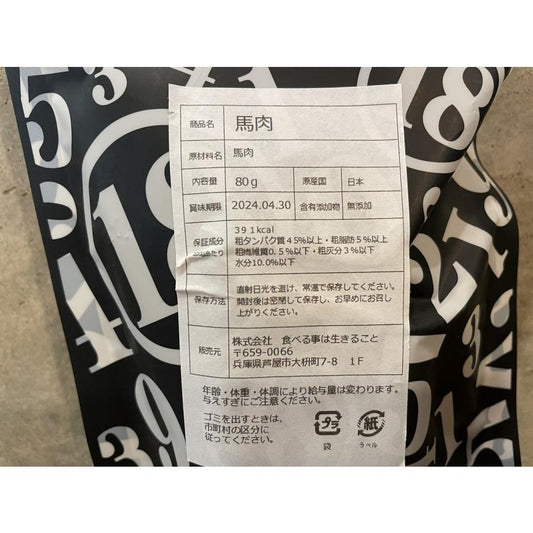 商品名 馬肉
原材料名 馬肉
内容量 80g 原産国 日本
賞味期限 2024.04.30 含有添加物 無添加
391kcal
保証成分 粗タンパク質45%以上・粗脂肪5%以上
粗繊維質0.5%以下・粗灰分3%以下
水分10.0%以下
直射日光を避け、常温で保存してください。
保存方法 開封後は密閉して保存し、お早めにお召し
上がりください。
株式会社 食べる事は生きること
販売元 〒659-0066
兵庫県芦屋市大枡町7-8 1F
年齢・体重・体調により給与量は変わります。
与えすぎにご注意ください。
ゴミを出すときは、
市町村の区分に
従ってください。
プラ 紙
袋 ラベル